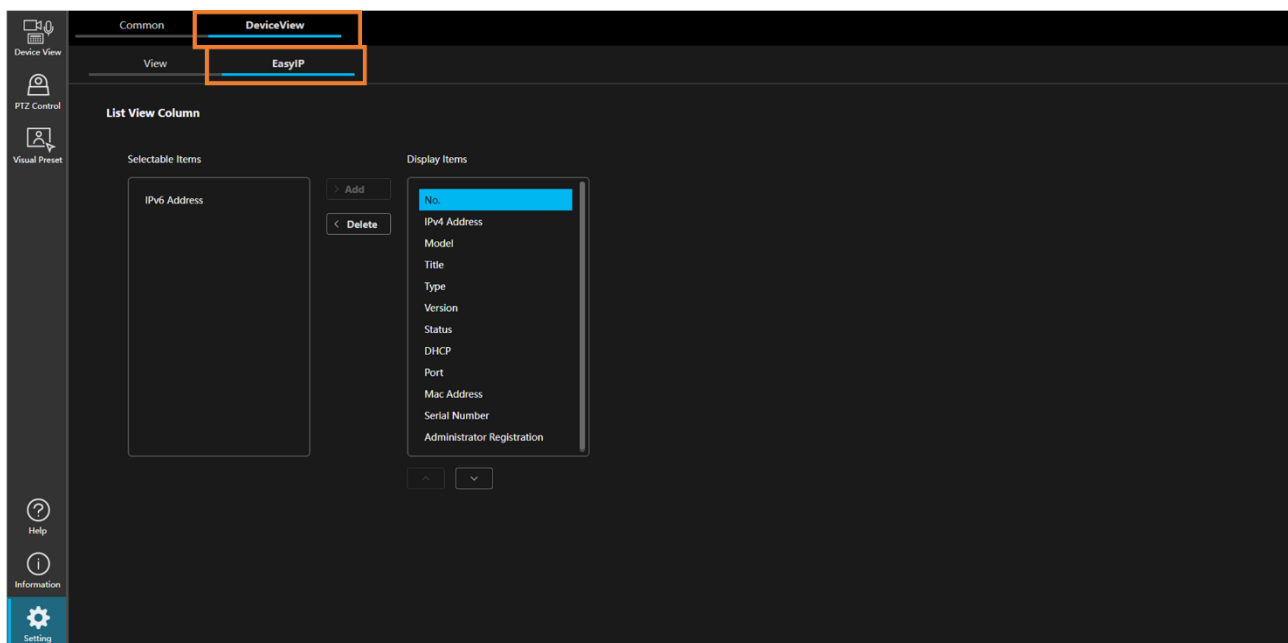 Device View
PTZ Control
Visual Preset
Help
Information
Setting
Common
DeviceView
View
EasyIP
List View Column
Selectable Items
IPv6 Address
> Add
< Delete
Display Items
No.
IPv4 Address
Model
Title
Type
Version
Status
DHCP
Port
Mac Address
Serial Number
Administrator Registration